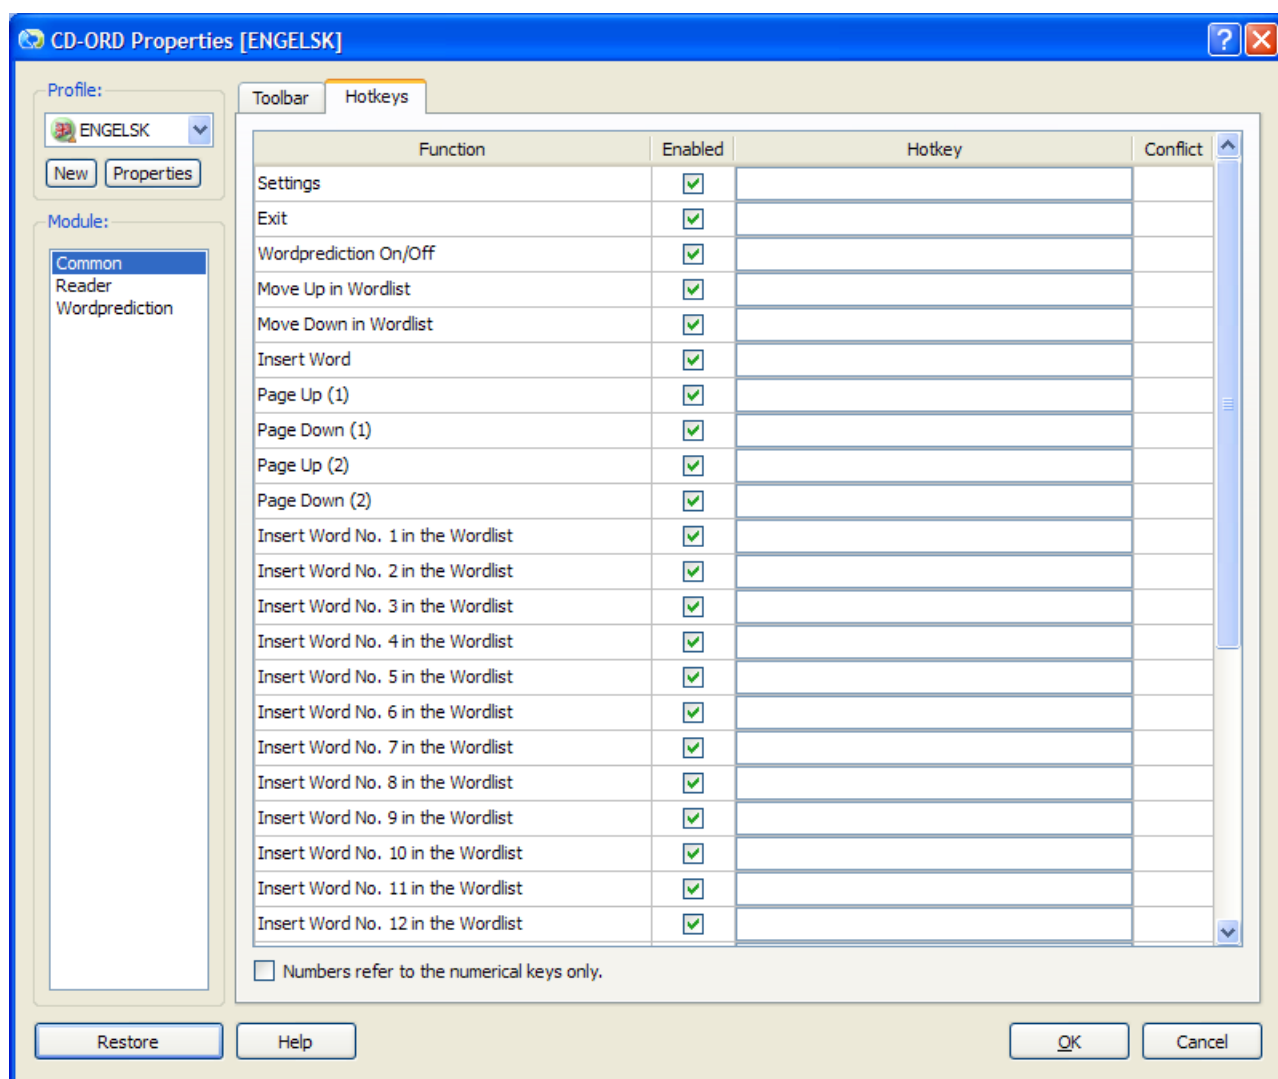 CD-ORD Properties [ENGELSK]
Profile:
ENGELSK
New Properties
Module:
Common
Reader
Wordprediction
Toolbar Hotkeys
Function Enabled Hotkey Conflict
Settings
Exit
Wordprediction On/Off
Move Up in Wordlist
Move Down in Wordlist
Insert Word
Page Up (1)
Page Down (1)
Page Up (2)
Page Down (2)
Insert Word No. 1 in the Wordlist
Insert Word No. 2 in the Wordlist
Insert Word No. 3 in the Wordlist
Insert Word No. 4 in the Wordlist
Insert Word No. 5 in the Wordlist
Insert Word No. 6 in the Wordlist
Insert Word No. 7 in the Wordlist
Insert Word No. 8 in the Wordlist
Insert Word No. 9 in the Wordlist
Insert Word No. 10 in the Wordlist
Insert Word No. 11 in the Wordlist
Insert Word No. 12 in the Wordlist
Numbers refer to the numerical keys only.
Restore Help OK Cancel